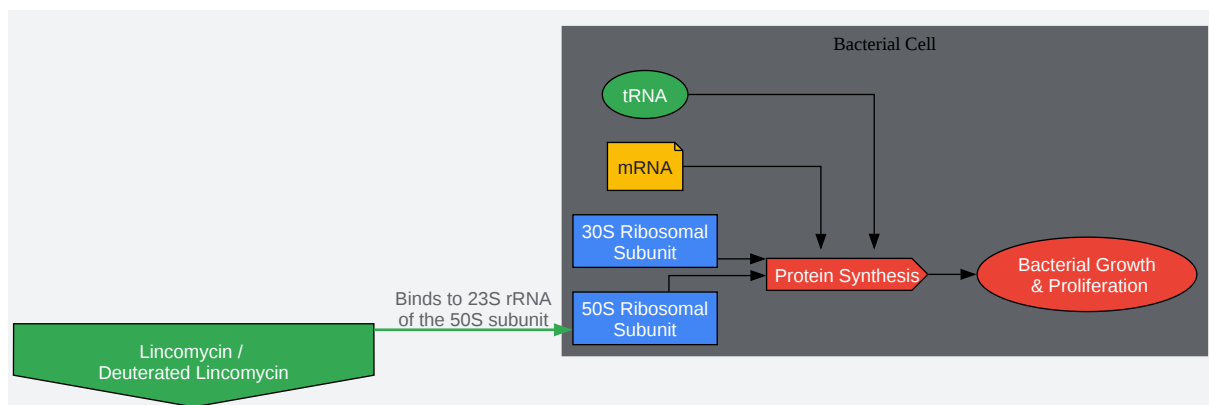 Bacterial Cell
tRNA
mRNA
30S Ribosomal
Subunit
Protein Synthesis
Bacterial Growth
& Proliferation
Binds to 23S rRNA
of the 50S subunit
50S Ribosomal
Subunit
Lincomycin /
Deuterated Lincomycin